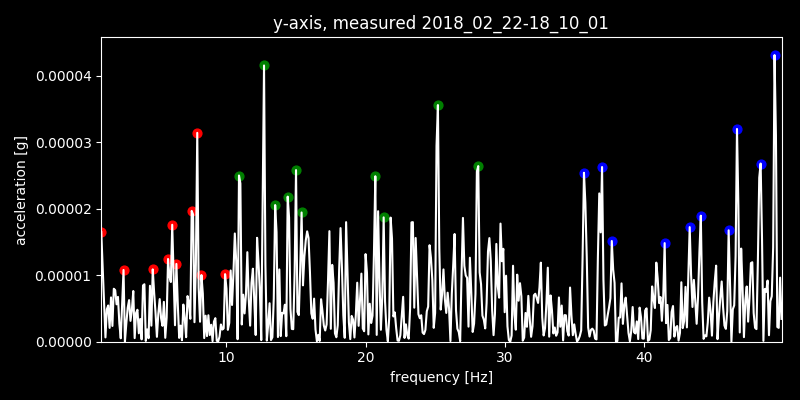 y-axis, measured 2018_02_22-18_10_01
0.00004
0.00003
0.00002
0.00001
0.00000
acceleration [g]
10 20 30 40
frequency [Hz]